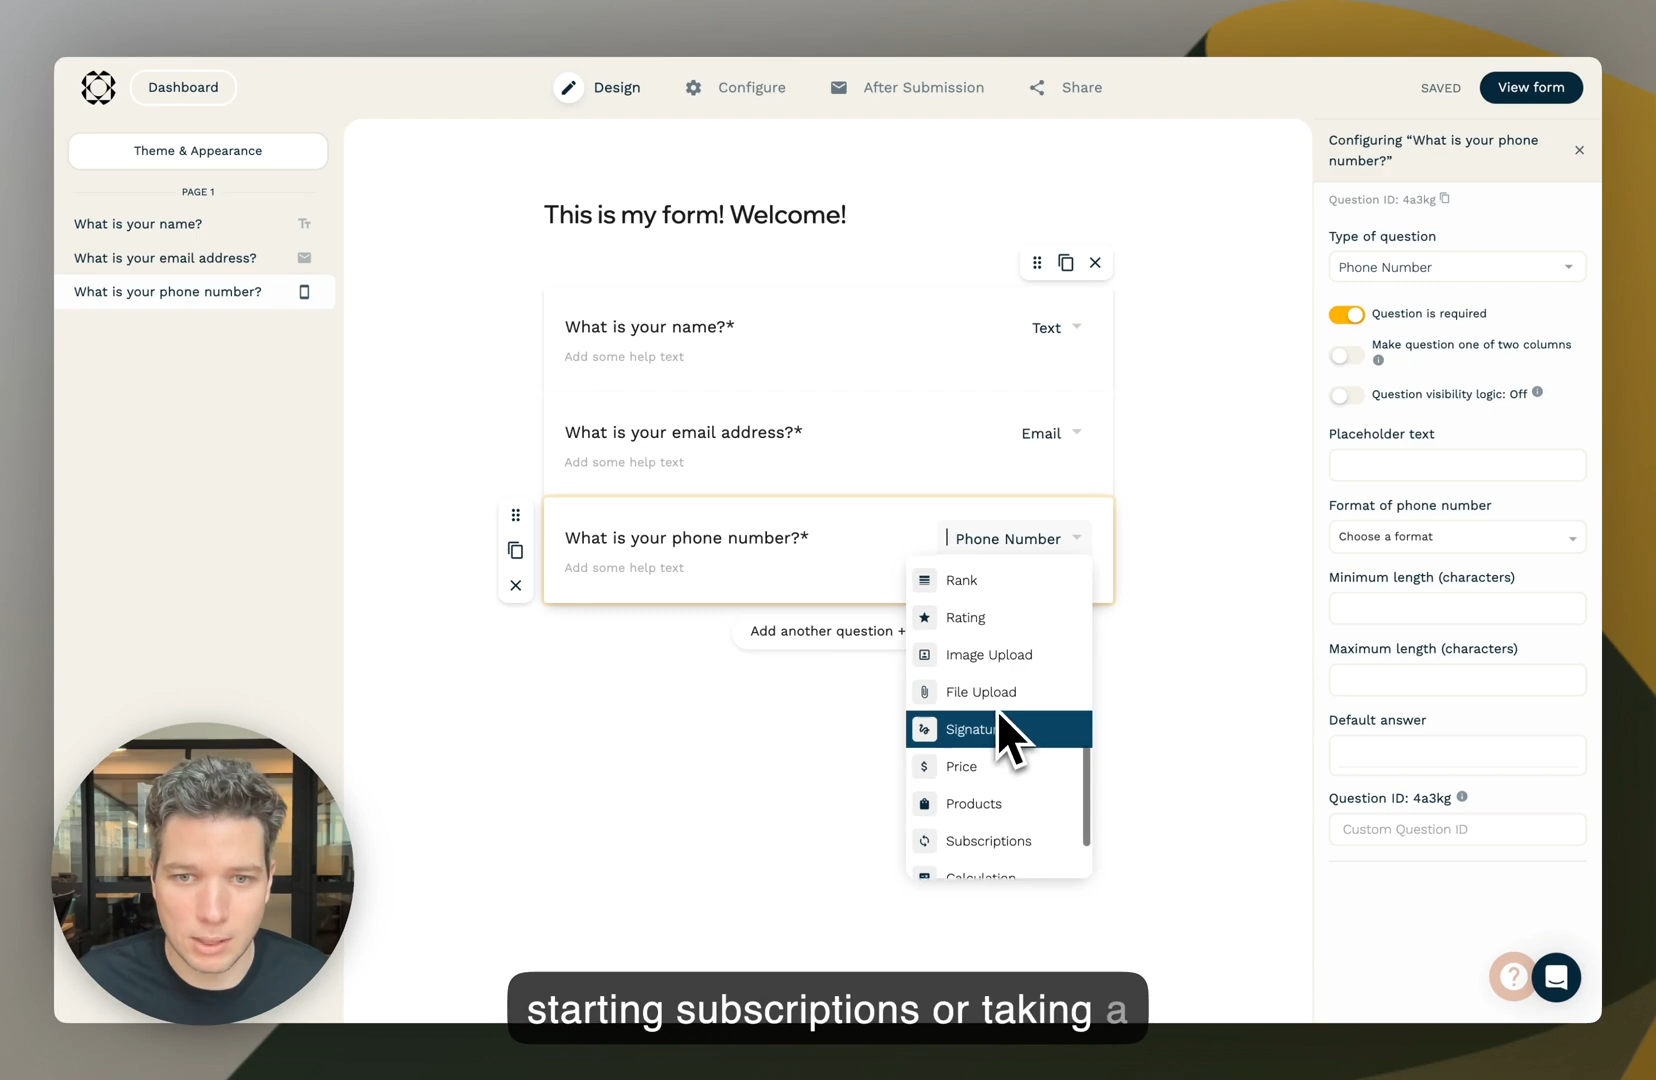 Dashboard
Design
Configure
After Submission
Share
SAVED
View form
Theme & Appearance
PAGE 1
What is your name?
Tт
What is your email address?
What is your phone number?
This is my form! Welcome!
What is your name?*
Text
Add some help text
What is your email address?*
Email
Add some help text
What is your phone number?*
Phone Number
Add some help text
Rank
Rating
Image Upload
File Upload
Signatu
Price
Products
Subscriptions
Calculation
Add another question +
Configuring “What is your phone
number?”
Question ID: 4a3kg
Type of question
Phone Number
Question is required
Make question one of two columns
Question visibility logic: Off
Placeholder text
Format of phone number
Choose a format
Minimum length (characters)
Maximum length (characters)
Default answer
Question ID: 4a3kg
Custom Question ID
starting subscriptions or taking a